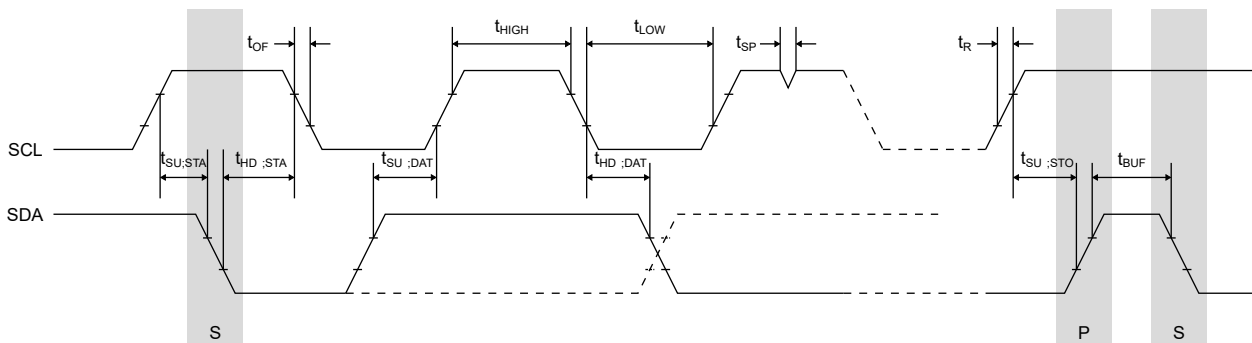 tOF
tHIGH
tLOW
tSP
tR
SCL
tSU;STA
tHD ;STA
tSU ;DAT
tHD ;DAT
tSU ;STO
tBUF
SDA
S
P
S